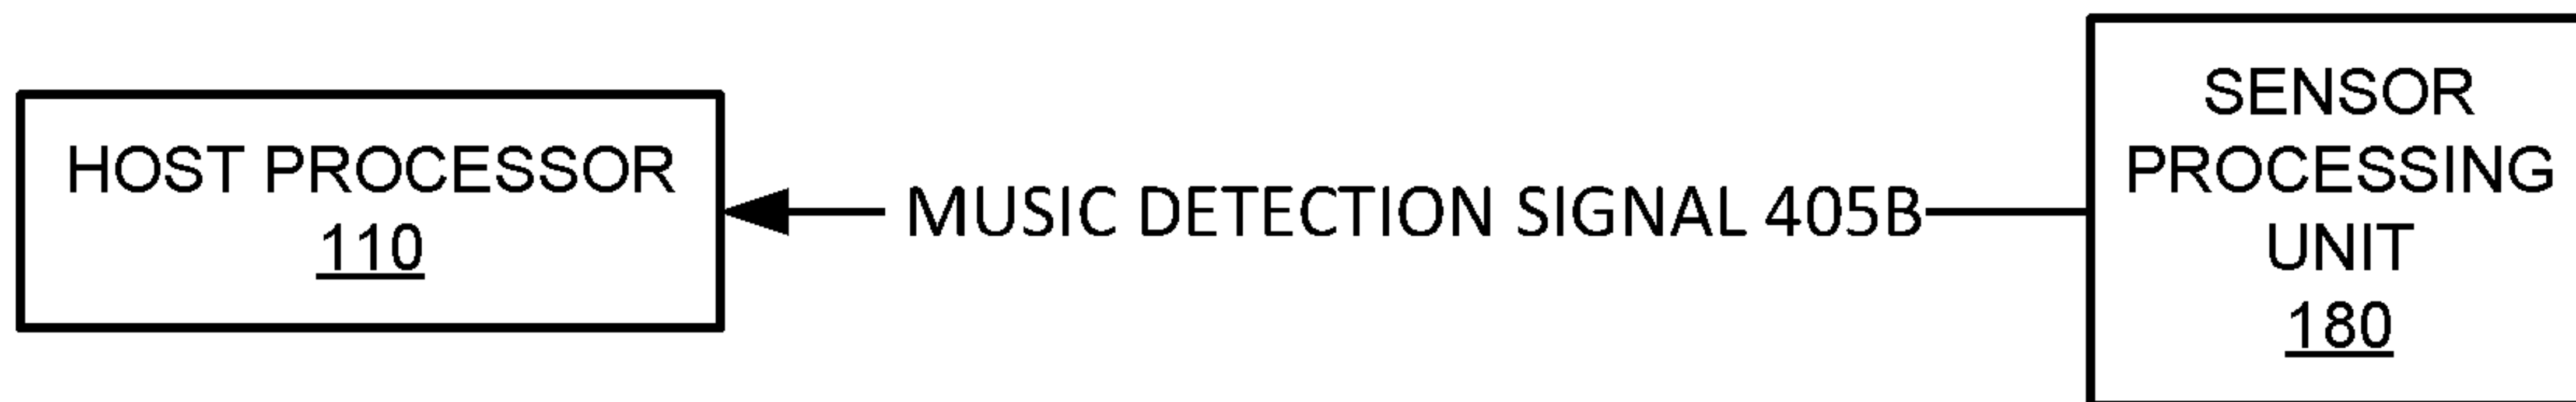 HOST PROCESSOR
110
MUSIC DETECTION SIGNAL 405B
SENSOR
PROCESSING
UNIT
180